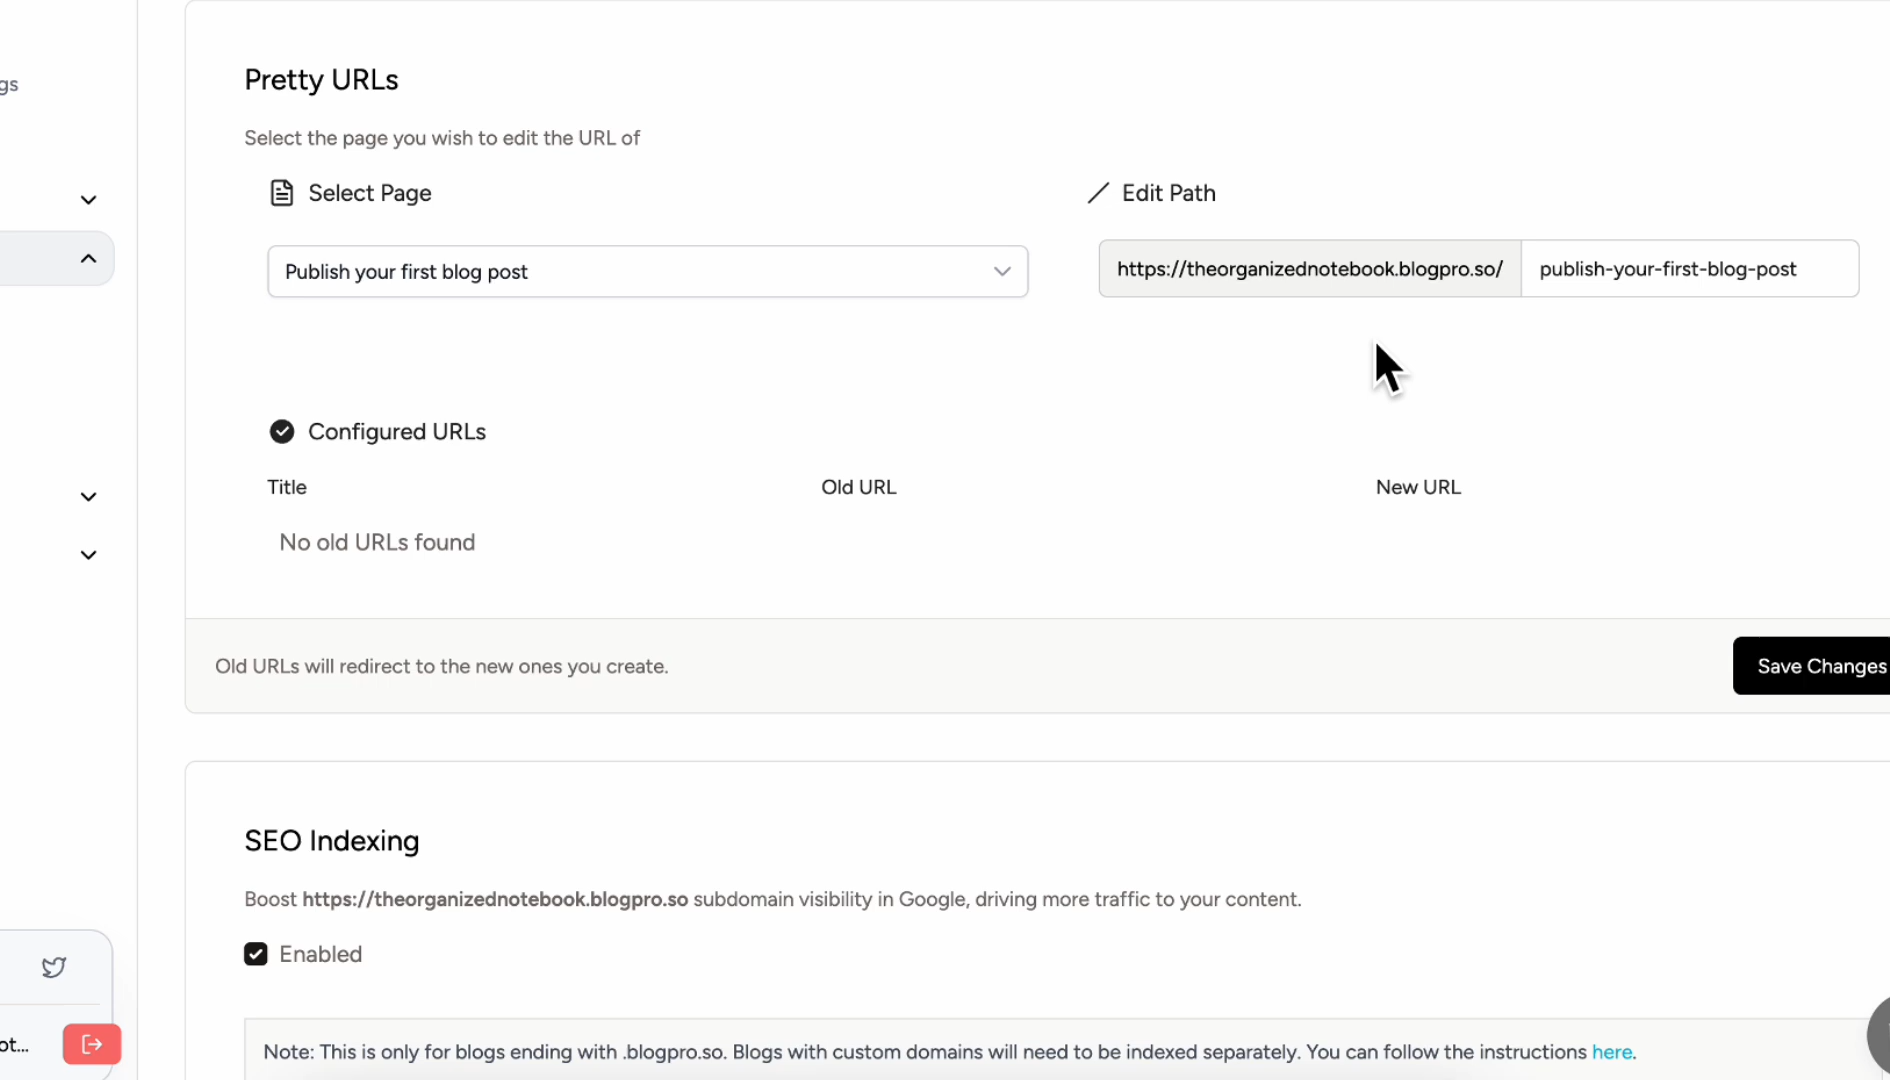 gs
Pretty URLs
Select the page you wish to edit the URL of
Select Page
Edit Path
Publish your first blog post
https://theorganizednotebook.blogpro.so/ publish-your-first-blog-post
Configured URLs
Title Old URL New URL
No old URLs found
Old URLs will redirect to the new ones you create.
Save Changes
SEO Indexing
Boost https://theorganizednotebook.blogpro.so subdomain visibility in Google, driving more traffic to your content.
Enabled
ot...
Note: This is only for blogs ending with .blogpro.so. Blogs with custom domains will need to be indexed separately. You can follow the instructions here.